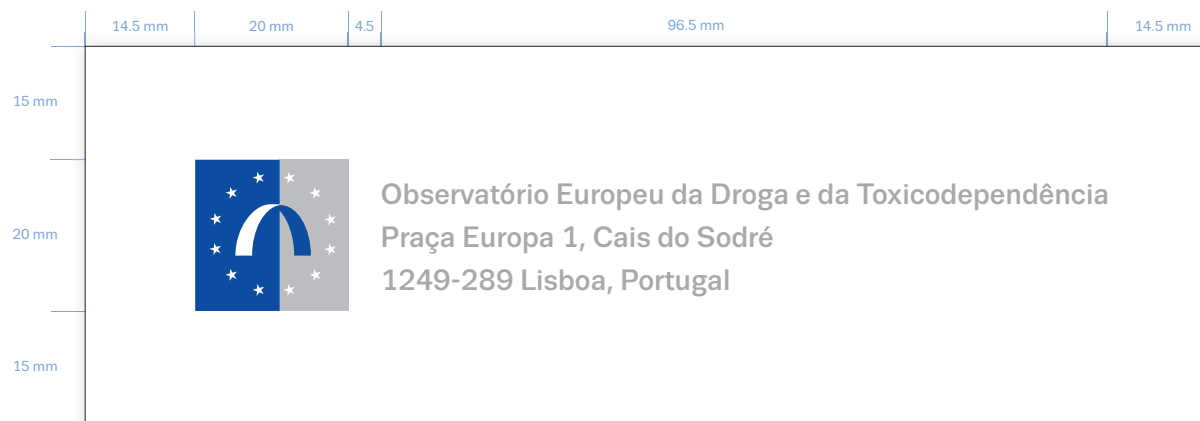 14.5 mm 20 mm 4.5 96.5 mm 14.5 mm
15 mm
20 mm
15 mm
Observatório Europeu da Droga e da Toxicodependência
Praça Europa 1, Cais do Sodré
1249-289 Lisboa, Portugal